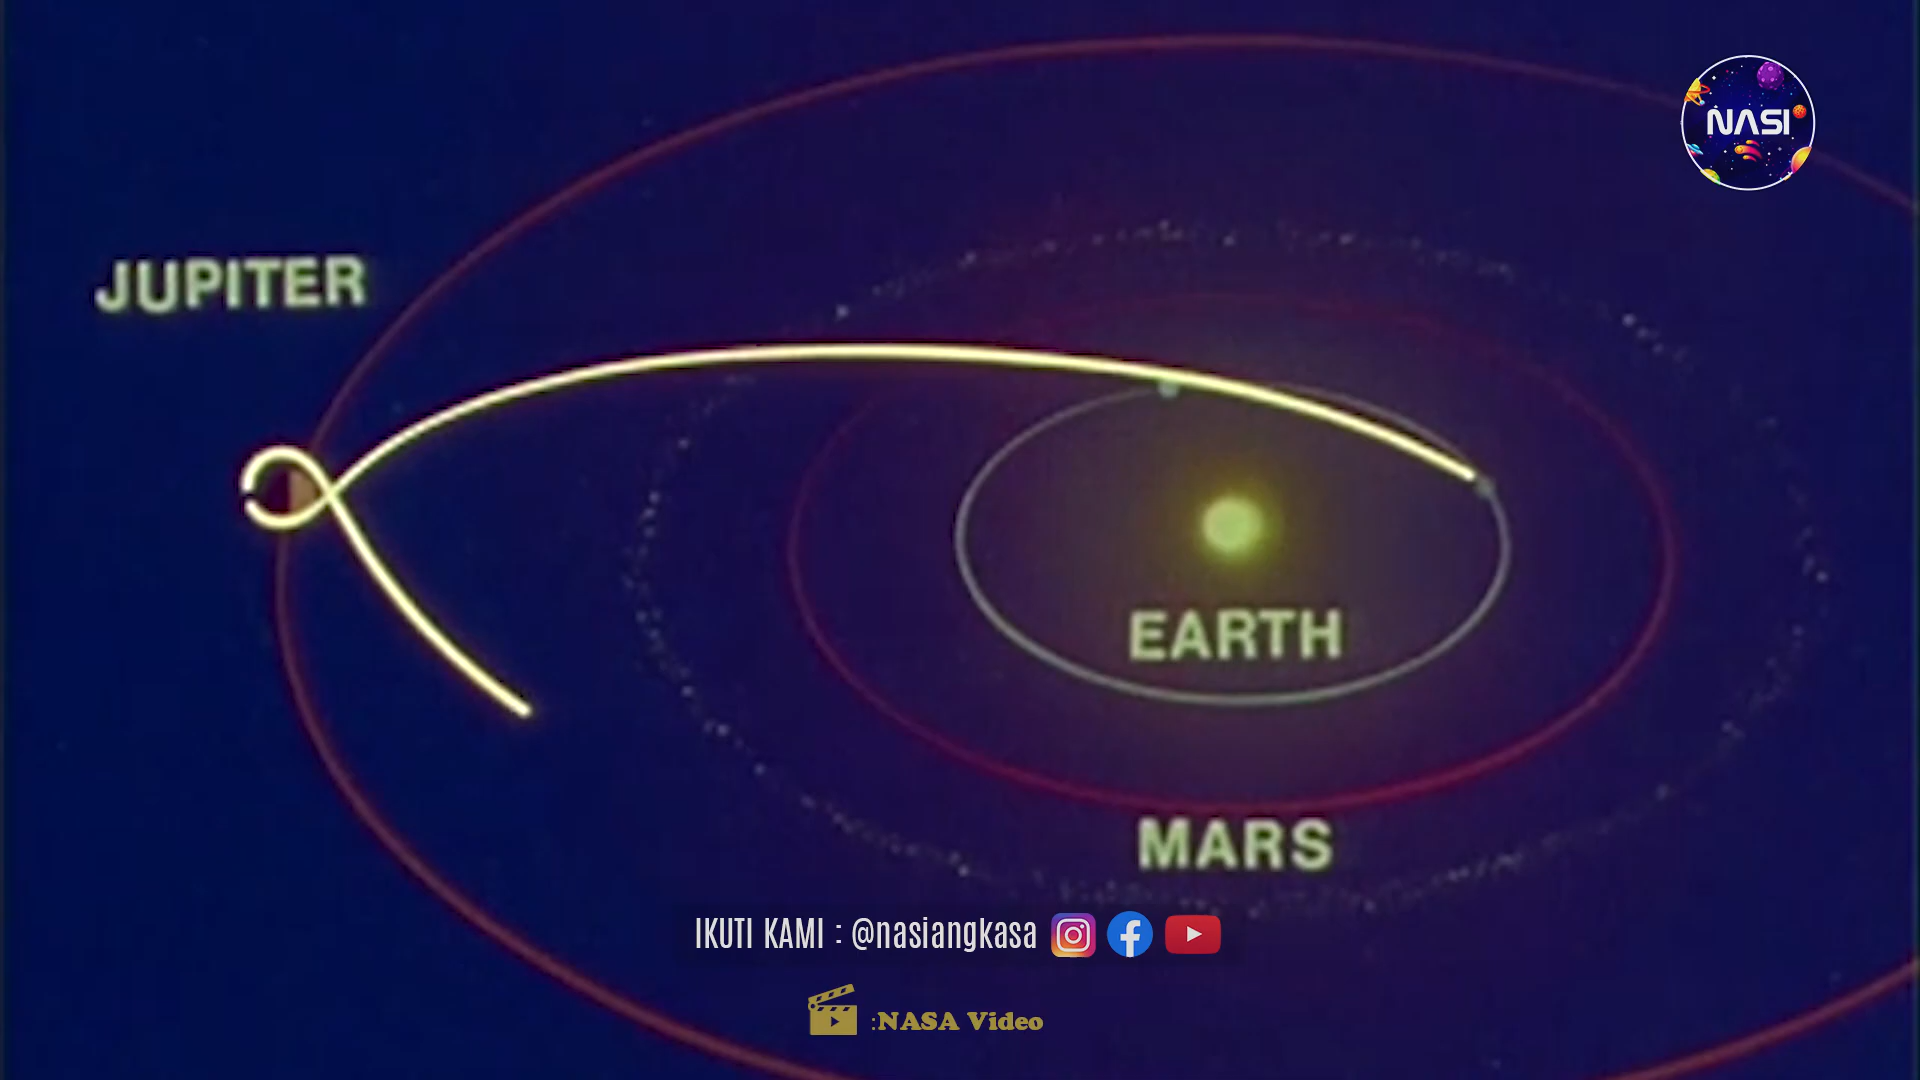 NASI
JUPITER
EARTH
MARS
IKUTI KAMI : @nasiangkasa
:NASA Video